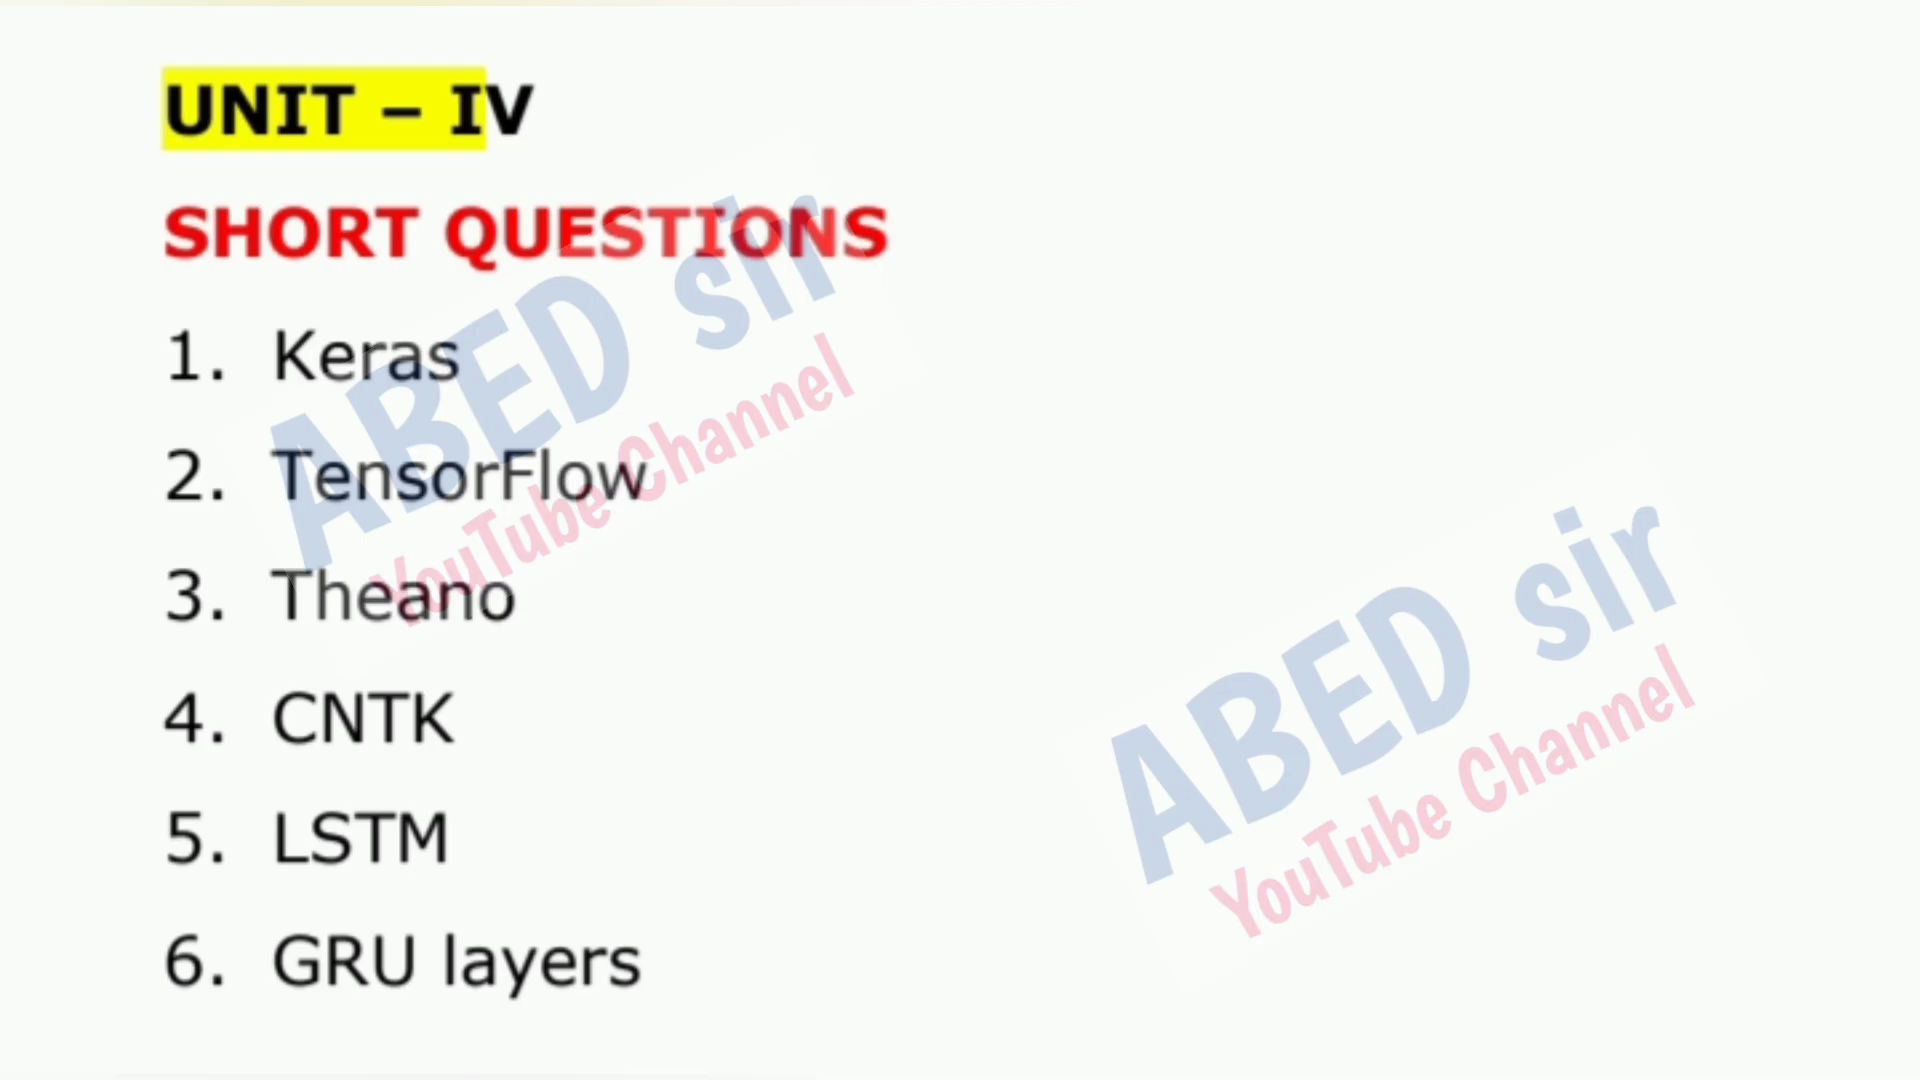 UNIT – IV
SHORT QUESTIONS
1. Keras
2. TensorFlow
3. Theano
4. CNTK
5. LSTM
6. GRU layers
ABED sir
YouTube Channel
ABED sir
YouTube Channel